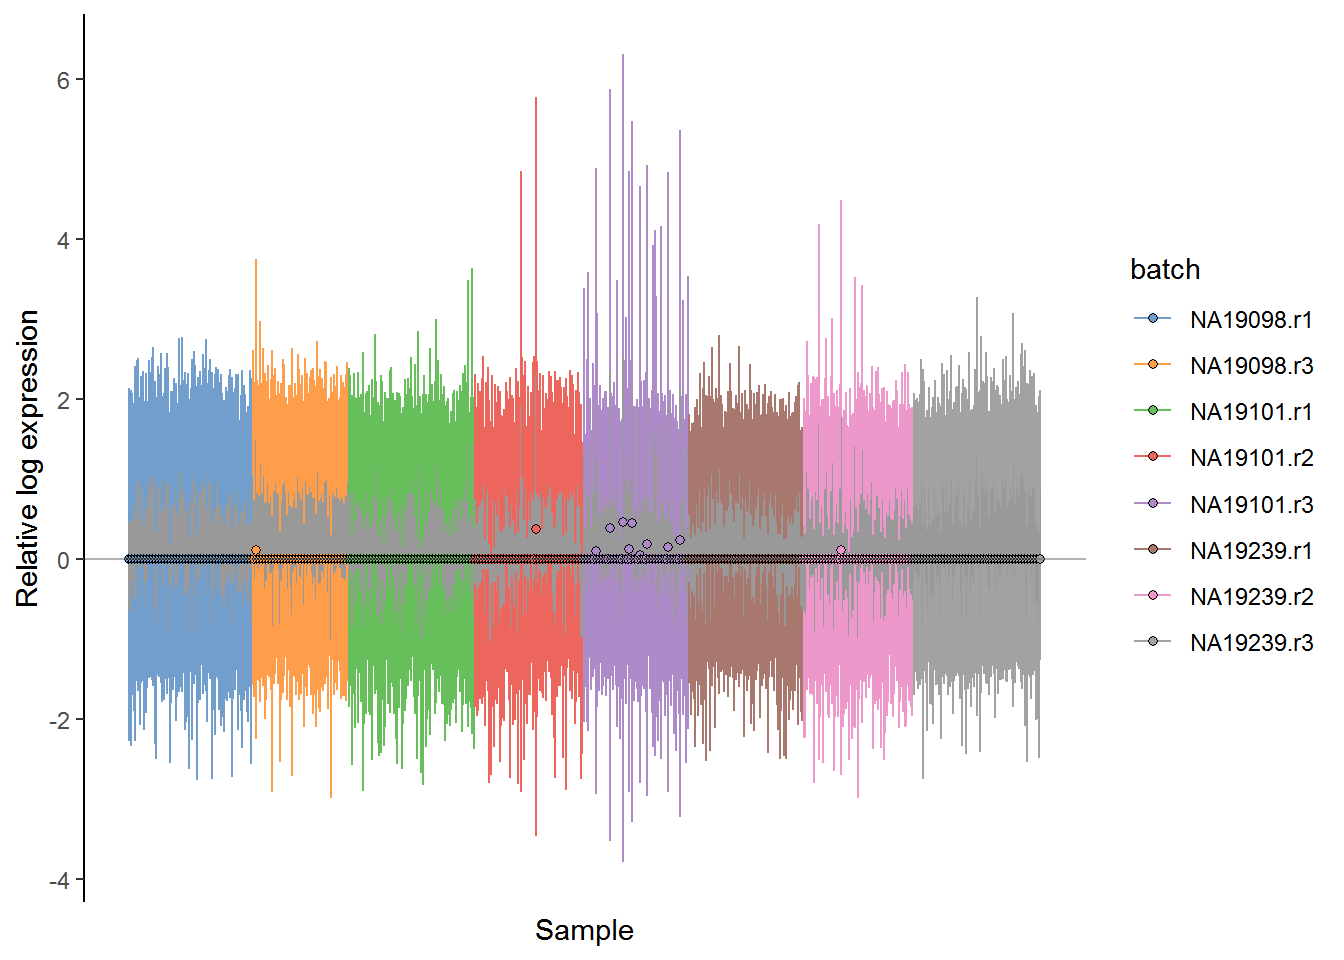 Relative log expression
6
4
2
0
-2
-4
Sample
batch
NA19098.r1
NA19098.r3
NA19101.r1
NA19101.r2
NA19101.r3
NA19239.r1
NA19239.r2
NA19239.r3